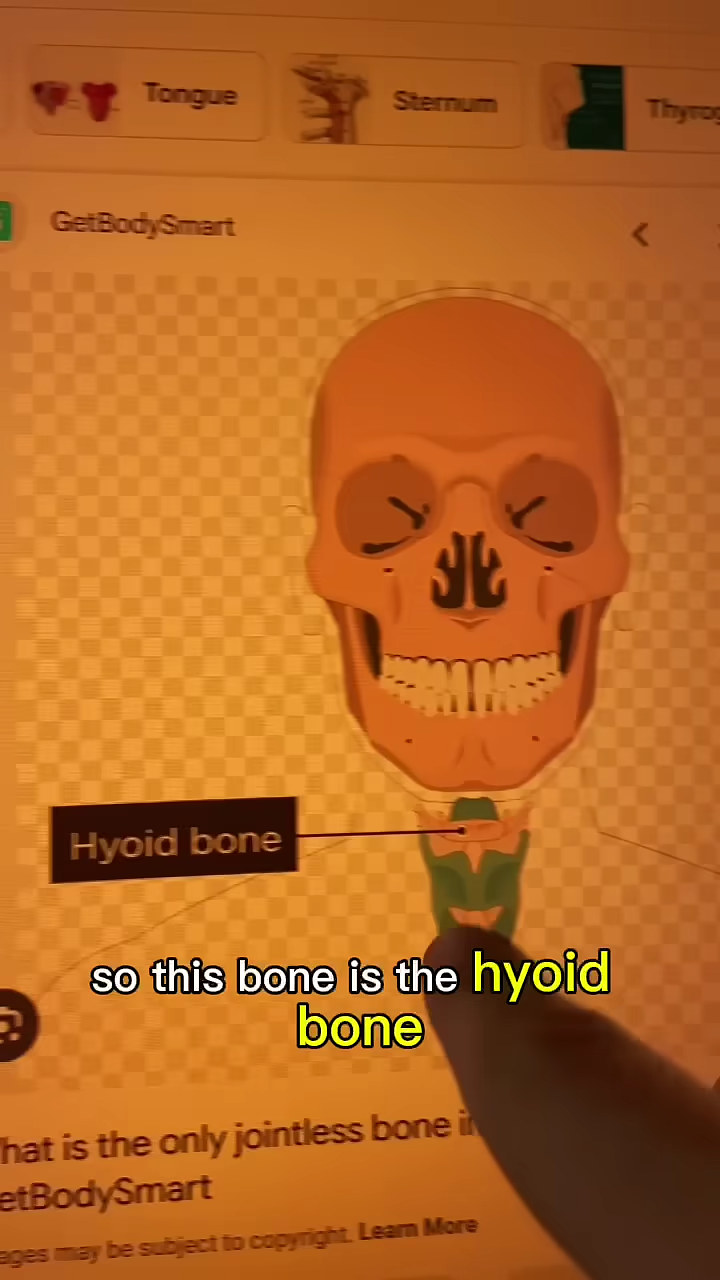 Tongue
Sternum
GetBodySmart
Hyoid bone
so this bone is the hyoid
bone
hat is the only jointless bone
etBodySmart
ages may be subject to copyright. Learn More